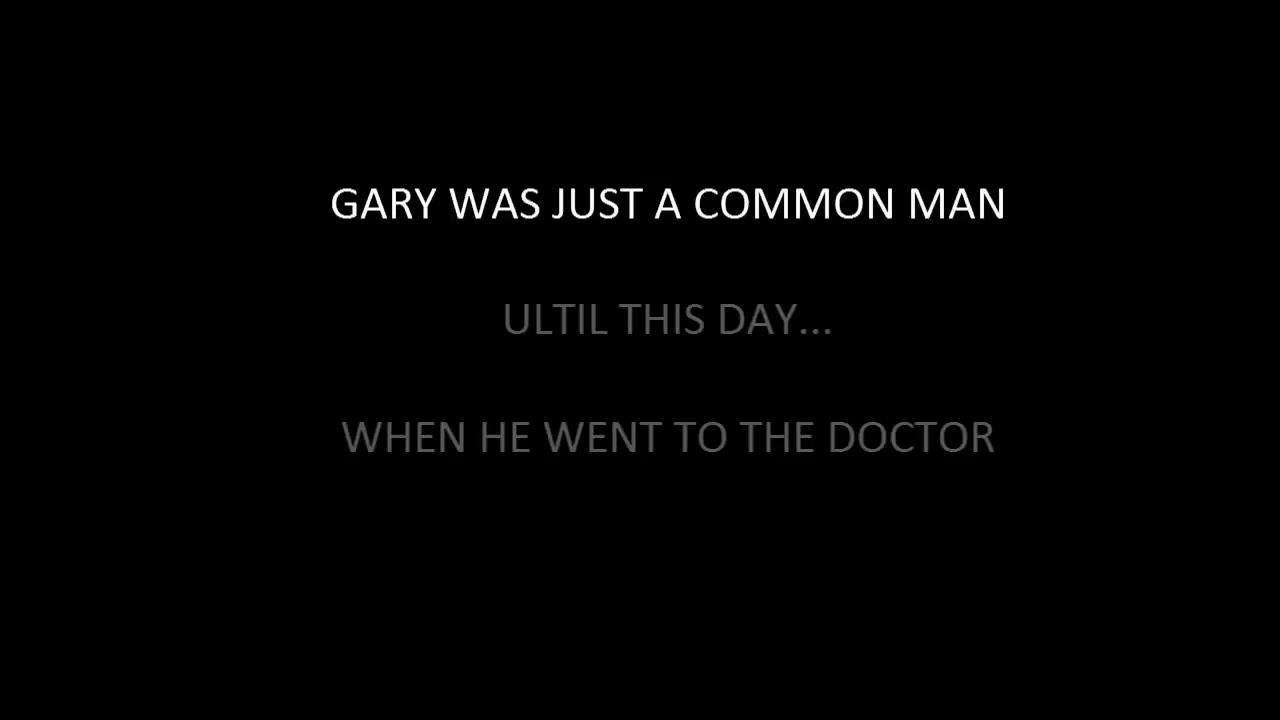 GARY WAS JUST A COMMON MAN
ULTIL THIS DAY...
WHEN HE WENT TO THE DOCTOR